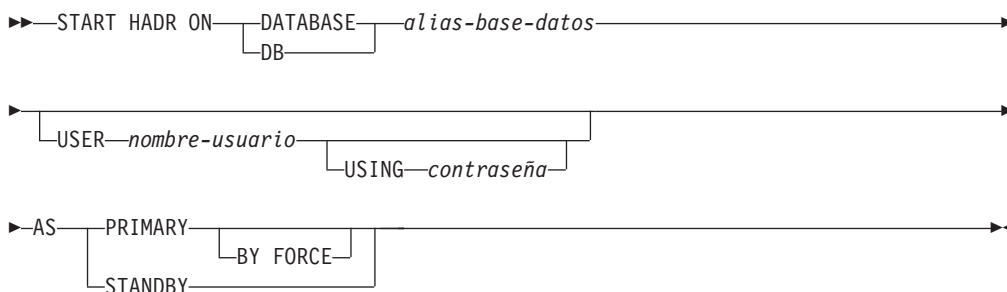 START HADR ON DATABASE alias-base-datos
DB
USER nombre-usuario
USING contraseña
AS PRIMARY
BY FORCE
STANDBY